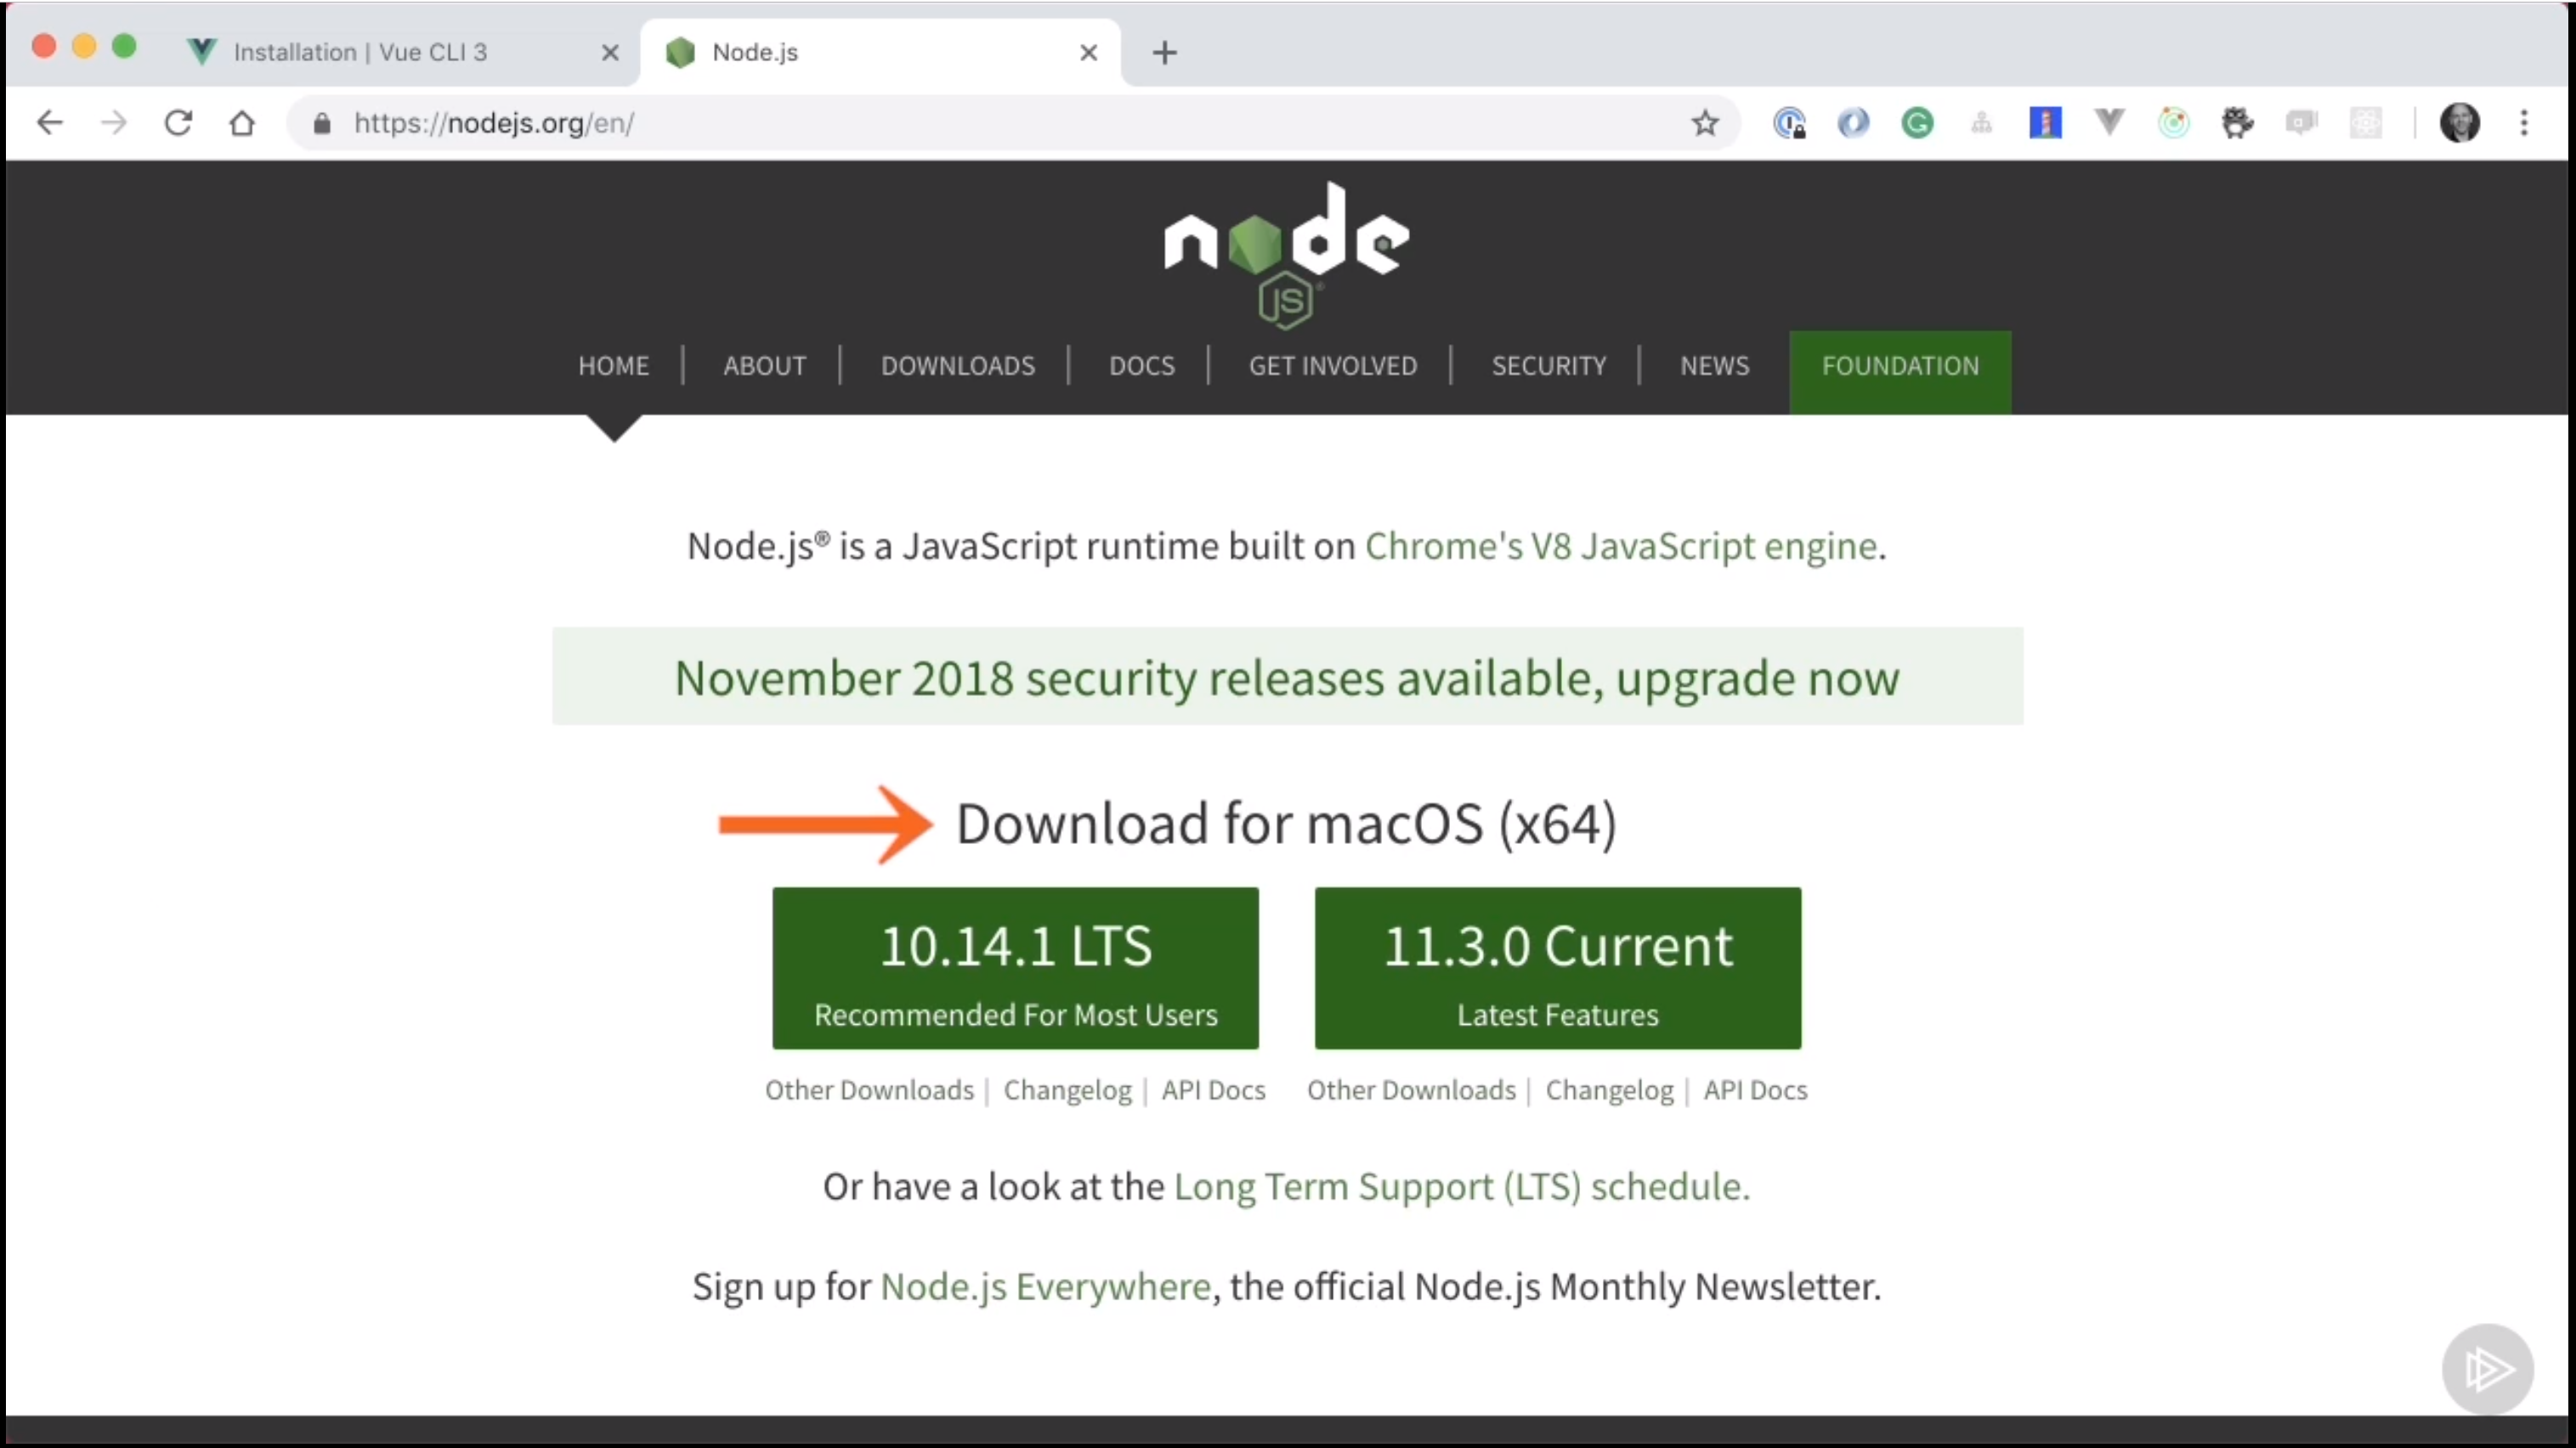 Installation | Vue CLI 3
Node.js
https://nodejs.org/en/
node
JS®
HOME | ABOUT | DOWNLOADS | DOCS | GET INVOLVED | SECURITY | NEWS FOUNDATION
Node.js® is a JavaScript runtime built on Chrome's V8 JavaScript engine.
November 2018 security releases available, upgrade now
Download for macOS (x64)
10.14.1 LTS
Recommended For Most Users
11.3.0 Current
Latest Features
Other Downloads | Changelog | API Docs
Other Downloads | Changelog | API Docs
Or have a look at the Long Term Support (LTS) schedule.
Sign up for Node.js Everywhere, the official Node.js Monthly Newsletter.